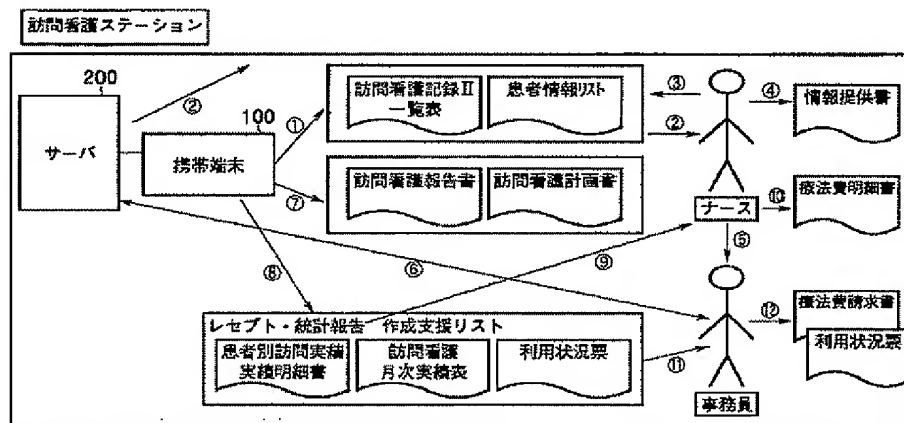 訪問看護ステーション
200
②
100
サーバ
携帯端末
①
訪問看護記録Ⅱ
一覧表
患者情報リスト
③
②
④
情報提供書
⑦
訪問看護報告書
訪問看護計画書
ナース
⑩
療法費明細書
⑤
⑧
⑥
⑨
レセプト・統計報告 作成支援リスト
患者別訪問実績
実績明細書
訪問看護
月次実績表
利用状況票
⑪
⑫
療法費請求書
利用状況票
事務員